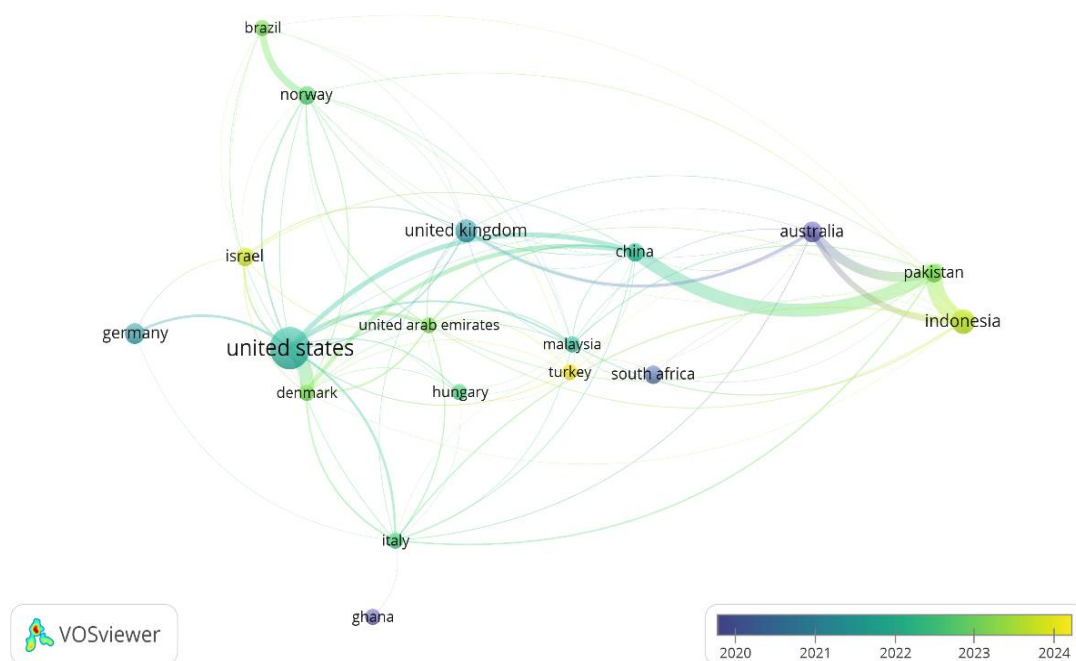 brazil
norway
united kingdom
australia
china
israel
pakistan
indonesia
united arab emirates
germany
malaysia
united states
turkey
south africa
denmark
hungary
italy
ghana
VOSviewer
2020 2021 2022 2023 2024